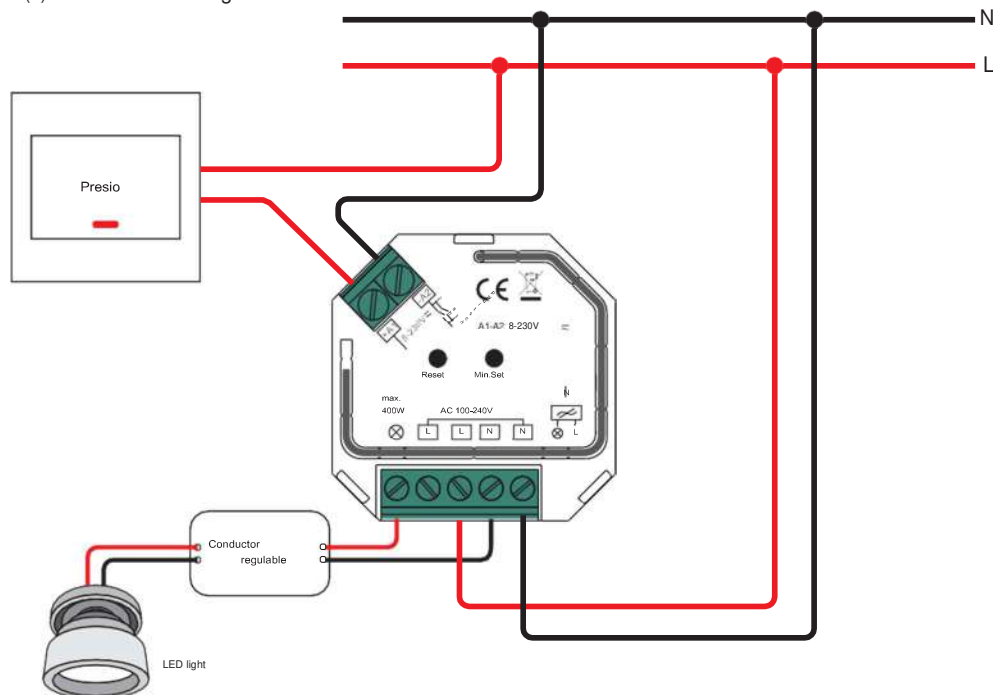 N
L
Presio
CE
+A1
-A2
8-230V
A1-A2: 8-230V
Reset
Min.Set
max.
400W
AC 100-240V
L
L
N
N
N
L
Conductor
regulable
LED light